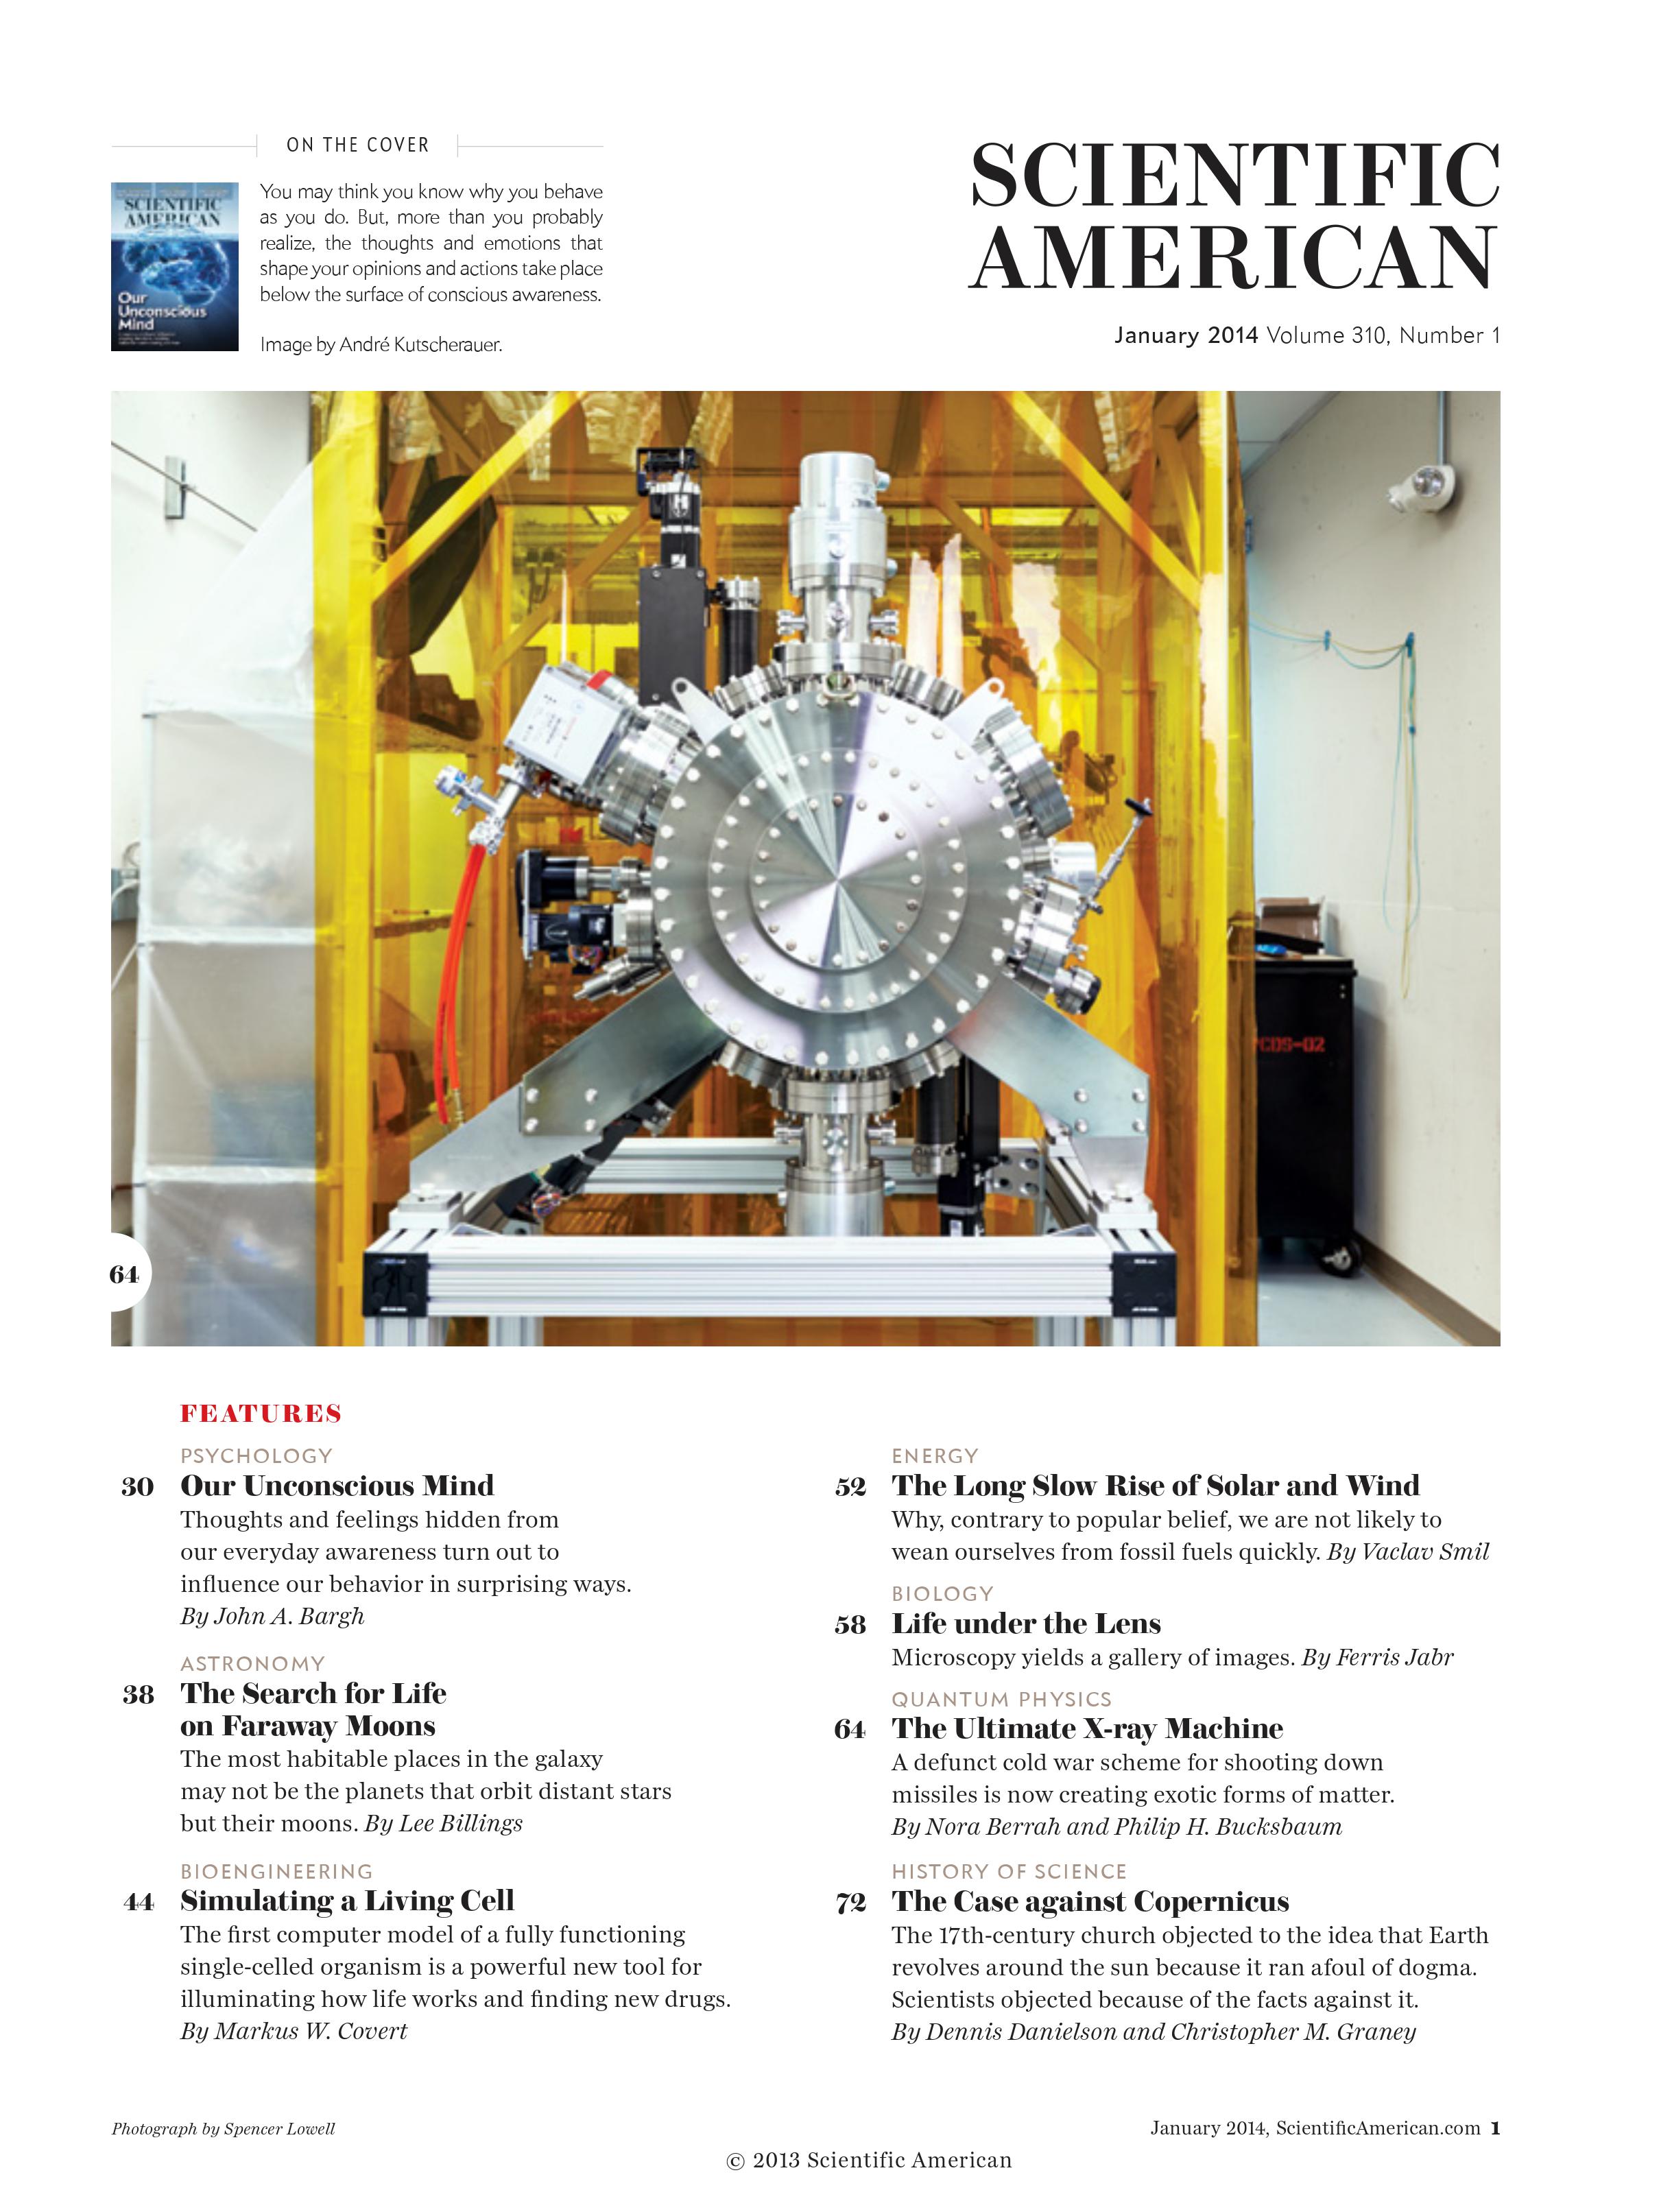 ON THE COVER
SCIENTIFIC
AMERICAN
Our
Unconscious
Mind
You may think you know why you behave
as you do. But, more than you probably
realize, the thoughts and emotions that
shape your opinions and actions take place
below the surface of conscious awareness.
Image by André Kutscherauer.
SCIENTIFIC
AMERICAN
January 2014 Volume 310, Number 1
CDS-02
64
FEATURES
PSYCHOLOGY
30 Our Unconscious Mind
Thoughts and feelings hidden from
our everyday awareness turn out to
influence our behavior in surprising ways.
By John A. Bargh
ASTRONOMY
38 The Search for Life
on Faraway Moons
The most habitable places in the galaxy
may not be the planets that orbit distant stars
but their moons. By Lee Billings
BIOENGINEERING
44 Simulating a Living Cell
The first computer model of a fully functioning
single-celled organism is a powerful new tool for
illuminating how life works and finding new drugs.
By Markus W. Covert
ENERGY
52 The Long Slow Rise of Solar and Wind
Why, contrary to popular belief, we are not likely to
wean ourselves from fossil fuels quickly. By Vaclav Smil
BIOLOGY
58 Life under the Lens
Microscopy yields a gallery of images. By Ferris Jabr
QUANTUM PHYSICS
64 The Ultimate X-ray Machine
A defunct cold war scheme for shooting down
missiles is now creating exotic forms of matter.
By Nora Berrah and Philip H. Bucksbaum
HISTORY OF SCIENCE
72 The Case against Copernicus
The 17th-century church objected to the idea that Earth
revolves around the sun because it ran afoul of dogma.
Scientists objected because of the facts against it.
By Dennis Danielson and Christopher M. Graney
Photograph by Spencer Lowell
January 2014, ScientificAmerican.com 1
© 2013 Scientific American